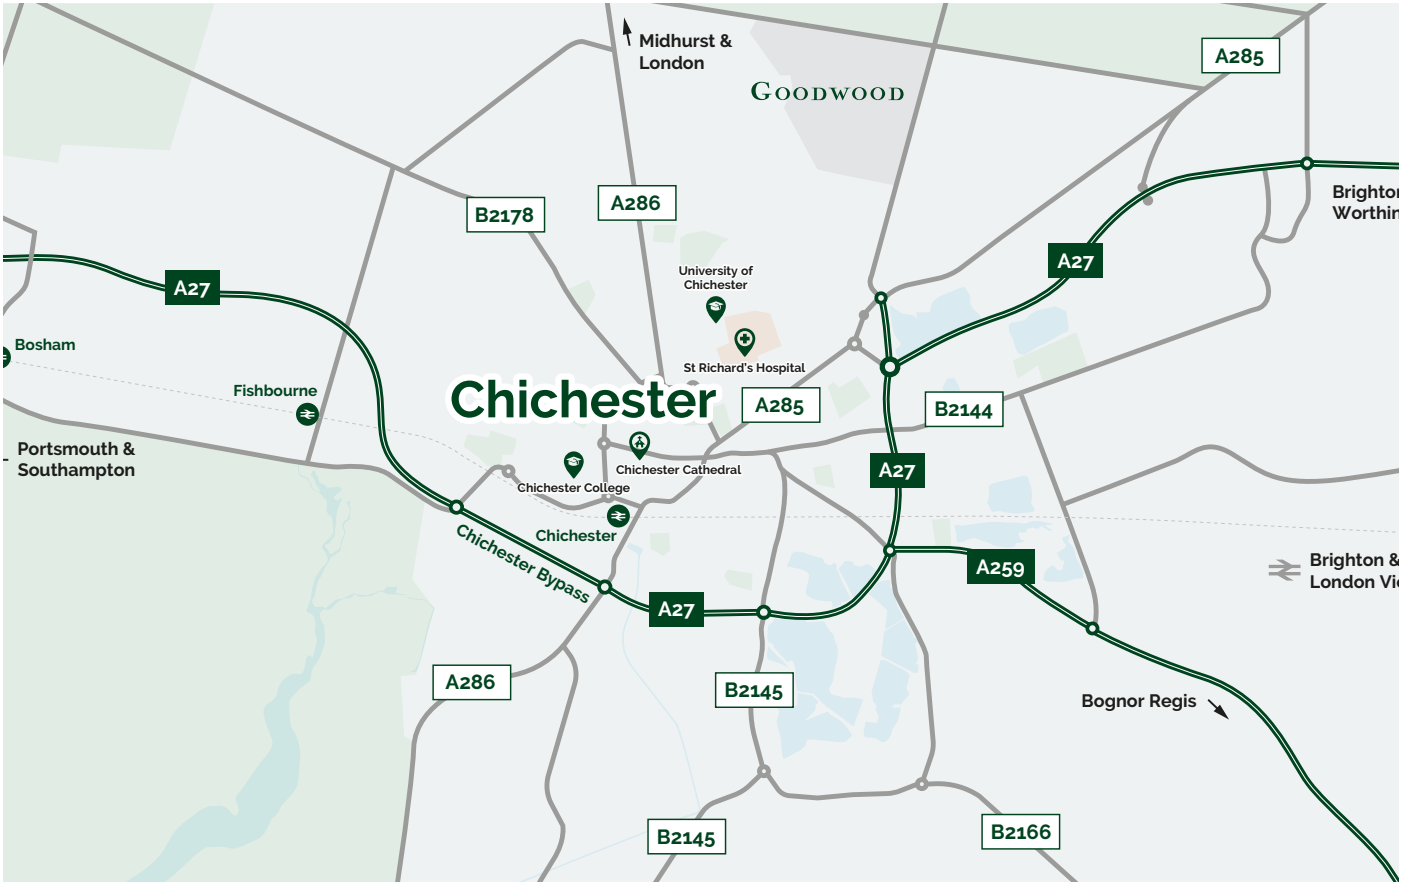 Midhurst &
London
A285
GOODWOOD
B2178
A286
Brighton
A27
A27
University of
Chichester
Bosham
St Richard's Hospital
Fishbourne
Chichester
A285
B2144
Portsmouth &
Southampton
Chichester Cathedral
A27
Chichester College
Chichester
Chichester Bypass
A259
Brighton &
A27
London Vi
A286
B2145
Bognor Regis
B2145
B2166